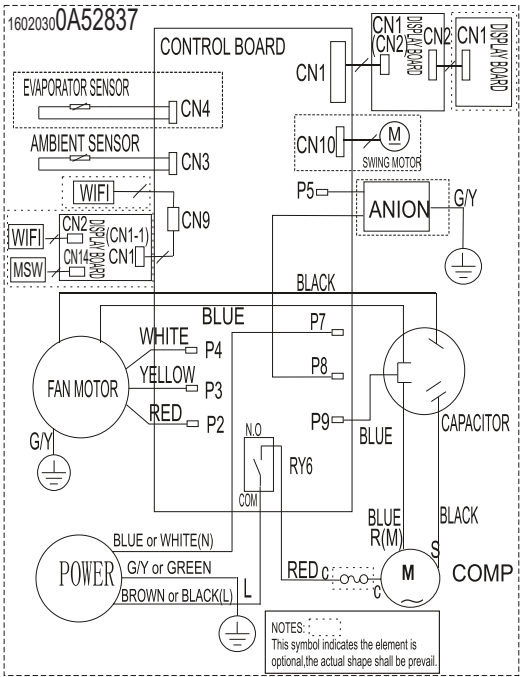 16020300A52837
CONTROL BOARD
EVAPORATOR SENSOR
CN4
AMBIENT SENSOR
CN3
WIFI
CN9
WIFI
CN2
DISPLAY BOARD
(CN1-1)
MSW
CN14
CN1
CN1
CN1
(CN2)
DISPLAY BOARD
CN2
CN1
DISPLAY BOARD
CN10
M
SWING MOTOR
P5
ANION
G/Y
BLACK
BLUE
P7
WHITE
P4
P8
FAN MOTOR
YELLOW
P3
RED
P2
P9
BLUE
CAPACITOR
G/Y
N.O
RY6
COM
BLUE
R(M)
BLACK
POWER
BLUE or WHITE(N)
G/Y or GREEN
BROWN or BLACK(L)
L
RED
C
C
M
S
COMP
NOTES:
This symbol indicates the element is
optional,the actual shape shall be prevail.